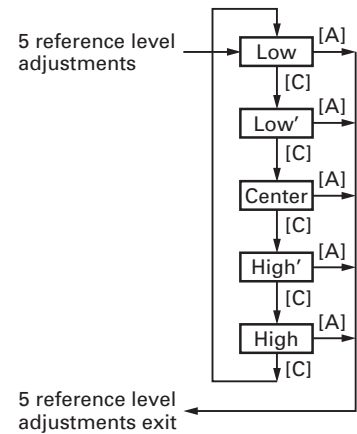 5 reference level
adjustments
Low [A]
[C]
Low’ [A]
[C]
Center [A]
[C]
High’ [A]
[C]
High [A]
[C]
5 reference level
adjustments exit